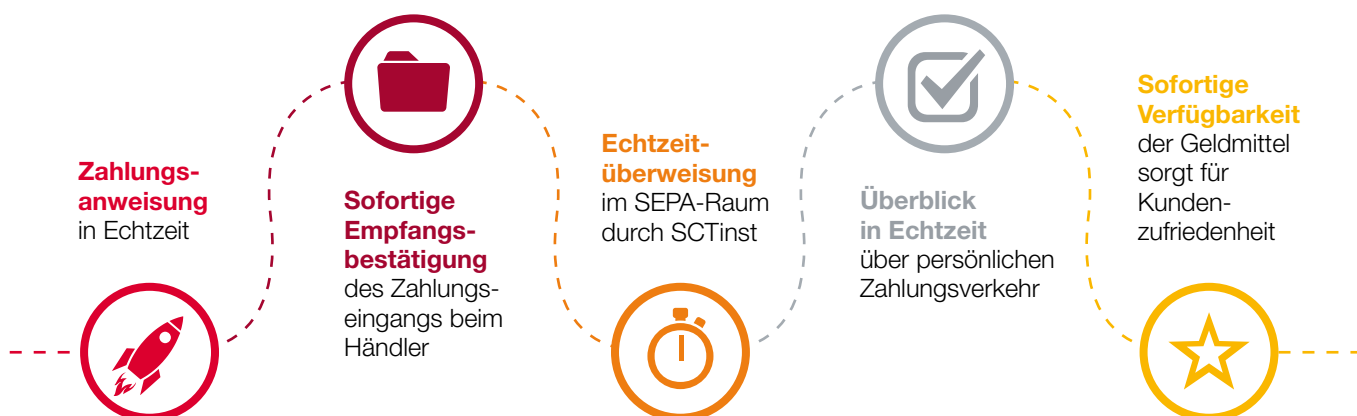 Zahlungs-
anweisung
in Echtzeit
Sofortige
Empfangs-
bestätigung
des Zahlungs-
eingangs beim
Händler
Echtzeit-
überweisung
im SEPA-Raum
durch SCTinst
Überblick
in Echtzeit
über persönlichen
Zahlungsverkehr
Sofortige
Verfügbarkeit
der Geldmittel
sorgt für
Kunden-
zufriedenheit